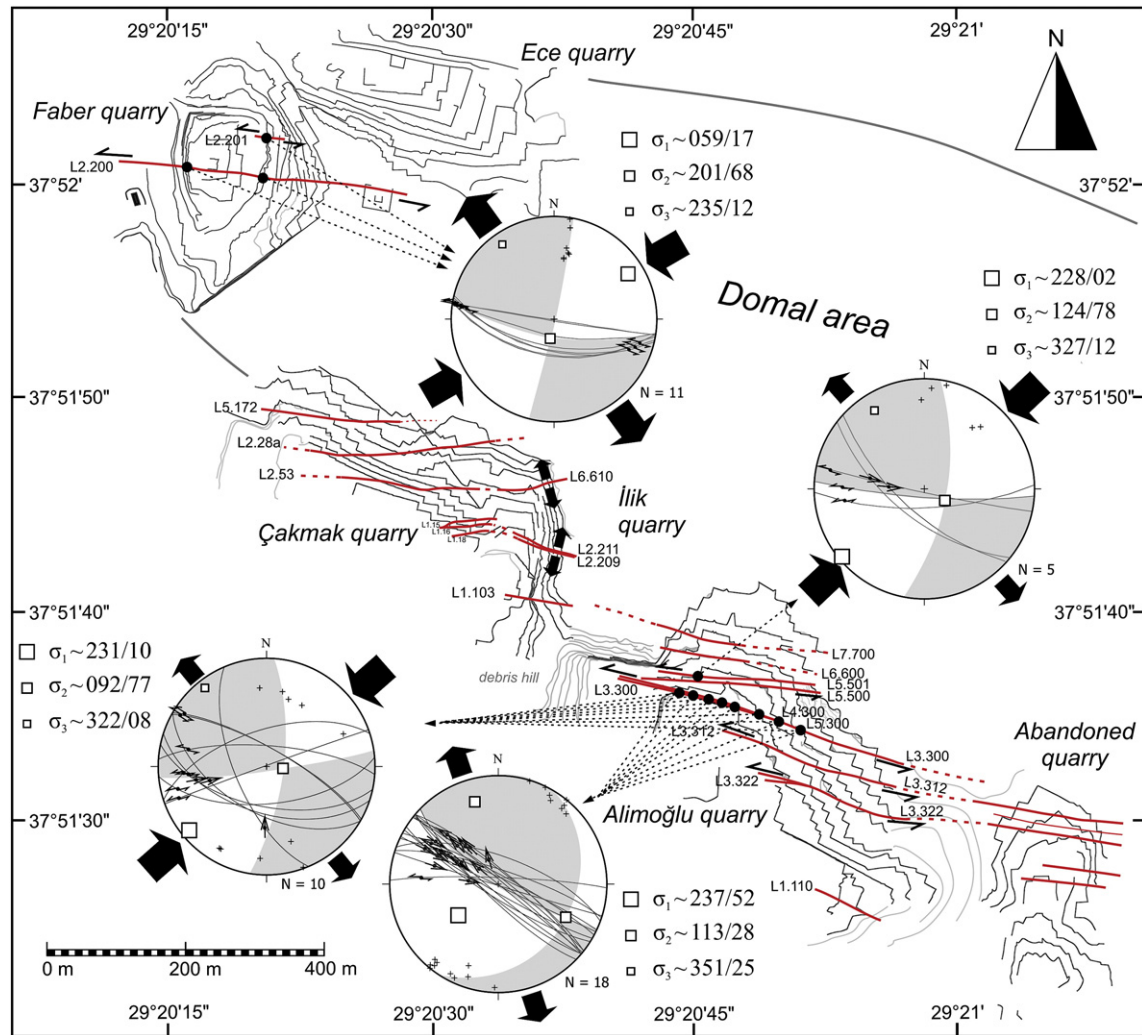 29°20'15"
29°20'30"
29°20'45"
29°21'
N
Ece quarry
Faber quarry
L2.201
L2.200
37°52'
37°52'
σ1~059/17
σ2~201/68
σ3~235/12
N
N = 11
Domal area
σ1~228/02
σ2~124/78
σ3~327/12
N
N = 5
37°51'50"
37°51'50"
L5.172
L2.28a
L2.53
L6.610
İlik
quarry
Çakmak quarry
L1.15
L1.16
L1.18
L2.211
L2.209
L1.103
37°51'40"
37°51'40"
debris hill
L7.700
L6.600
L5.501
L5.500
L3.300
L4.300
L5.300
L3.312
L3.300
L3.312
L3.322
L3.322
Abandoned
quarry
σ1~231/10
σ2~092/77
σ3~322/08
N
N = 10
37°51'30"
Alimoğlu quarry
N
N = 18
σ1~237/52
σ2~113/28
σ3~351/25
L1.110
0 m
200 m
400 m
29°20'15"
29°20'30"
29°20'45"
29°21'